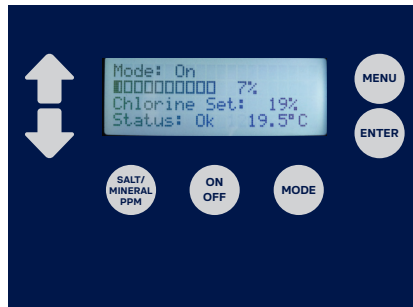 Mode: On
7%
Chlorine Set: 19%
Status: Ok 19.5°C
MENU
ENTER
SALT/
MINERAL
PPM
ON
OFF
MODE